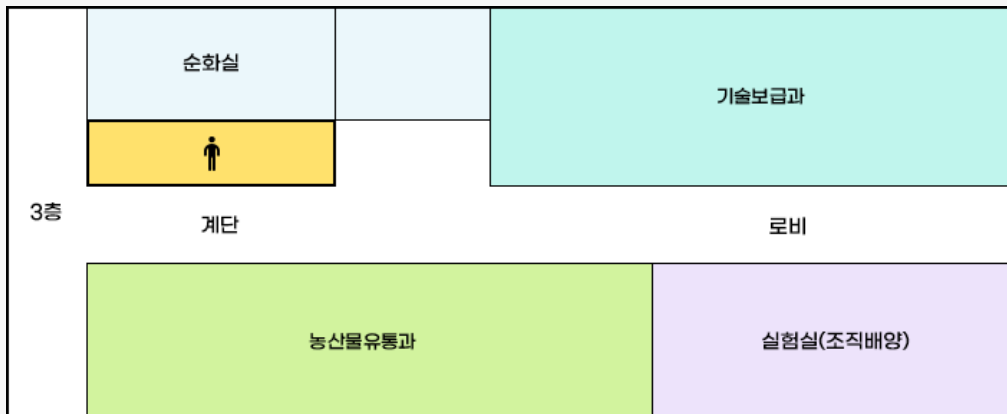 순화실
기술보급과
3층
계단
로비
농산물유통과
실험실(조직배양)